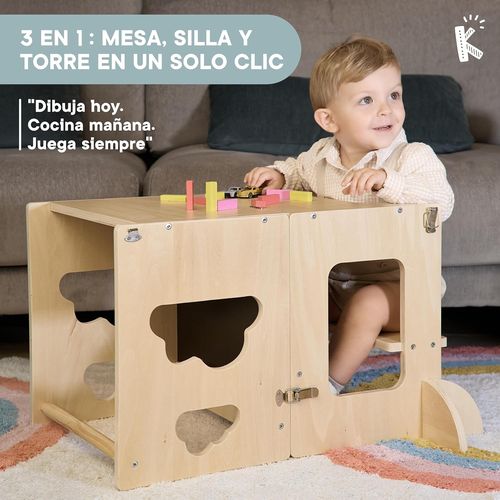 3 EN 1: MESA, SILLA Y
TORRE EN UN SOLO CLIC
"Dibuja hoy.
Cocina mañana.
Juega siempre"
K